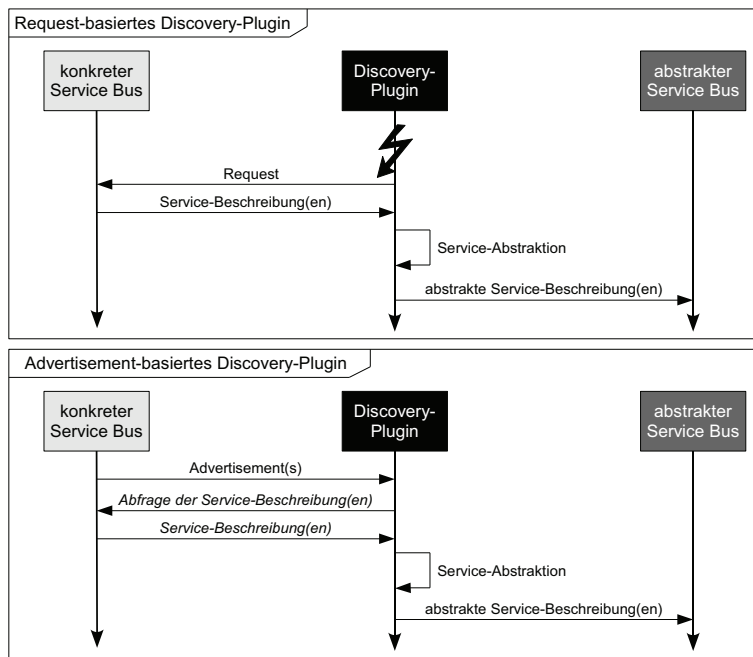 Request-basiertes Discovery-Plugin
konkreter
Service Bus
Discovery-
Plugin
abstrakter
Service Bus
Request
Service-Beschreibung(en)
Service-Abstraktion
abstrakte Service-Beschreibung(en)
Advertisement-basiertes Discovery-Plugin
konkreter
Service Bus
Discovery-
Plugin
abstrakter
Service Bus
Advertisement(s)
Abfrage der Service-Beschreibung(en)
Service-Beschreibung(en)
Service-Abstraktion
abstrakte Service-Beschreibung(en)